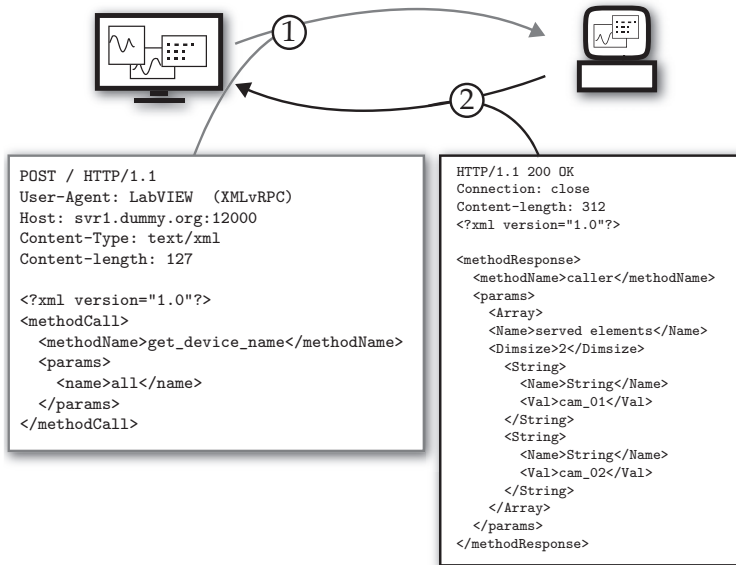 1
2
POST / HTTP/1.1
User-Agent: LabVIEW  (XMLvRPC)
Host: svr1.dummy.org:12000
Content-Type: text/xml
Content-length: 127

<?xml version="1.0"?>
<methodCall>
  <methodName>get_device_name</methodName>
  <params>
    <name>all</name>
  </params>
</methodCall>
HTTP/1.1 200 OK
Connection: close
Content-length: 312
<?xml version="1.0"?>

<methodResponse>
  <methodName>caller</methodName>
  <params>
    <Array>
    <Name>served elements</Name>
    <Dimsize>2</Dimsize>
      <String>
        <Name>String</Name>
        <Val>cam_01</Val>
      </String>
      <String>
        <Name>String</Name>
        <Val>cam_02</Val>
      </String>
    </Array>
  </params>
</methodResponse>